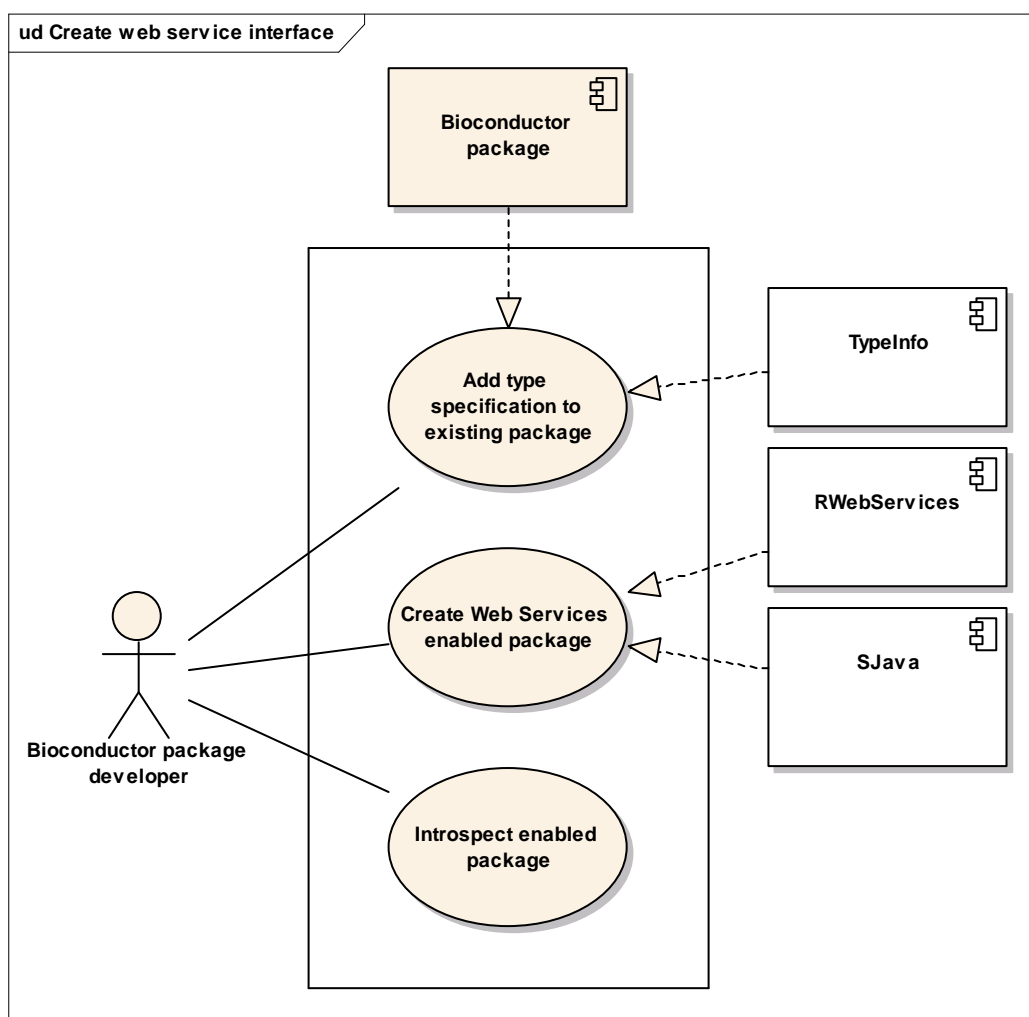 ud Create web service interface
Bioconductor
package
Add type
specification to
existing package
TypeInfo
RWebServices
Create Web Services
enabled package
SJava
Bioconductor package
developer
Introspect enabled
package